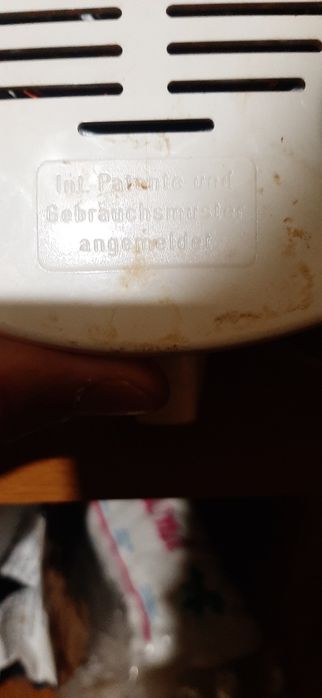 Int. Patente und
Gebrauchsmuster
angemeldet